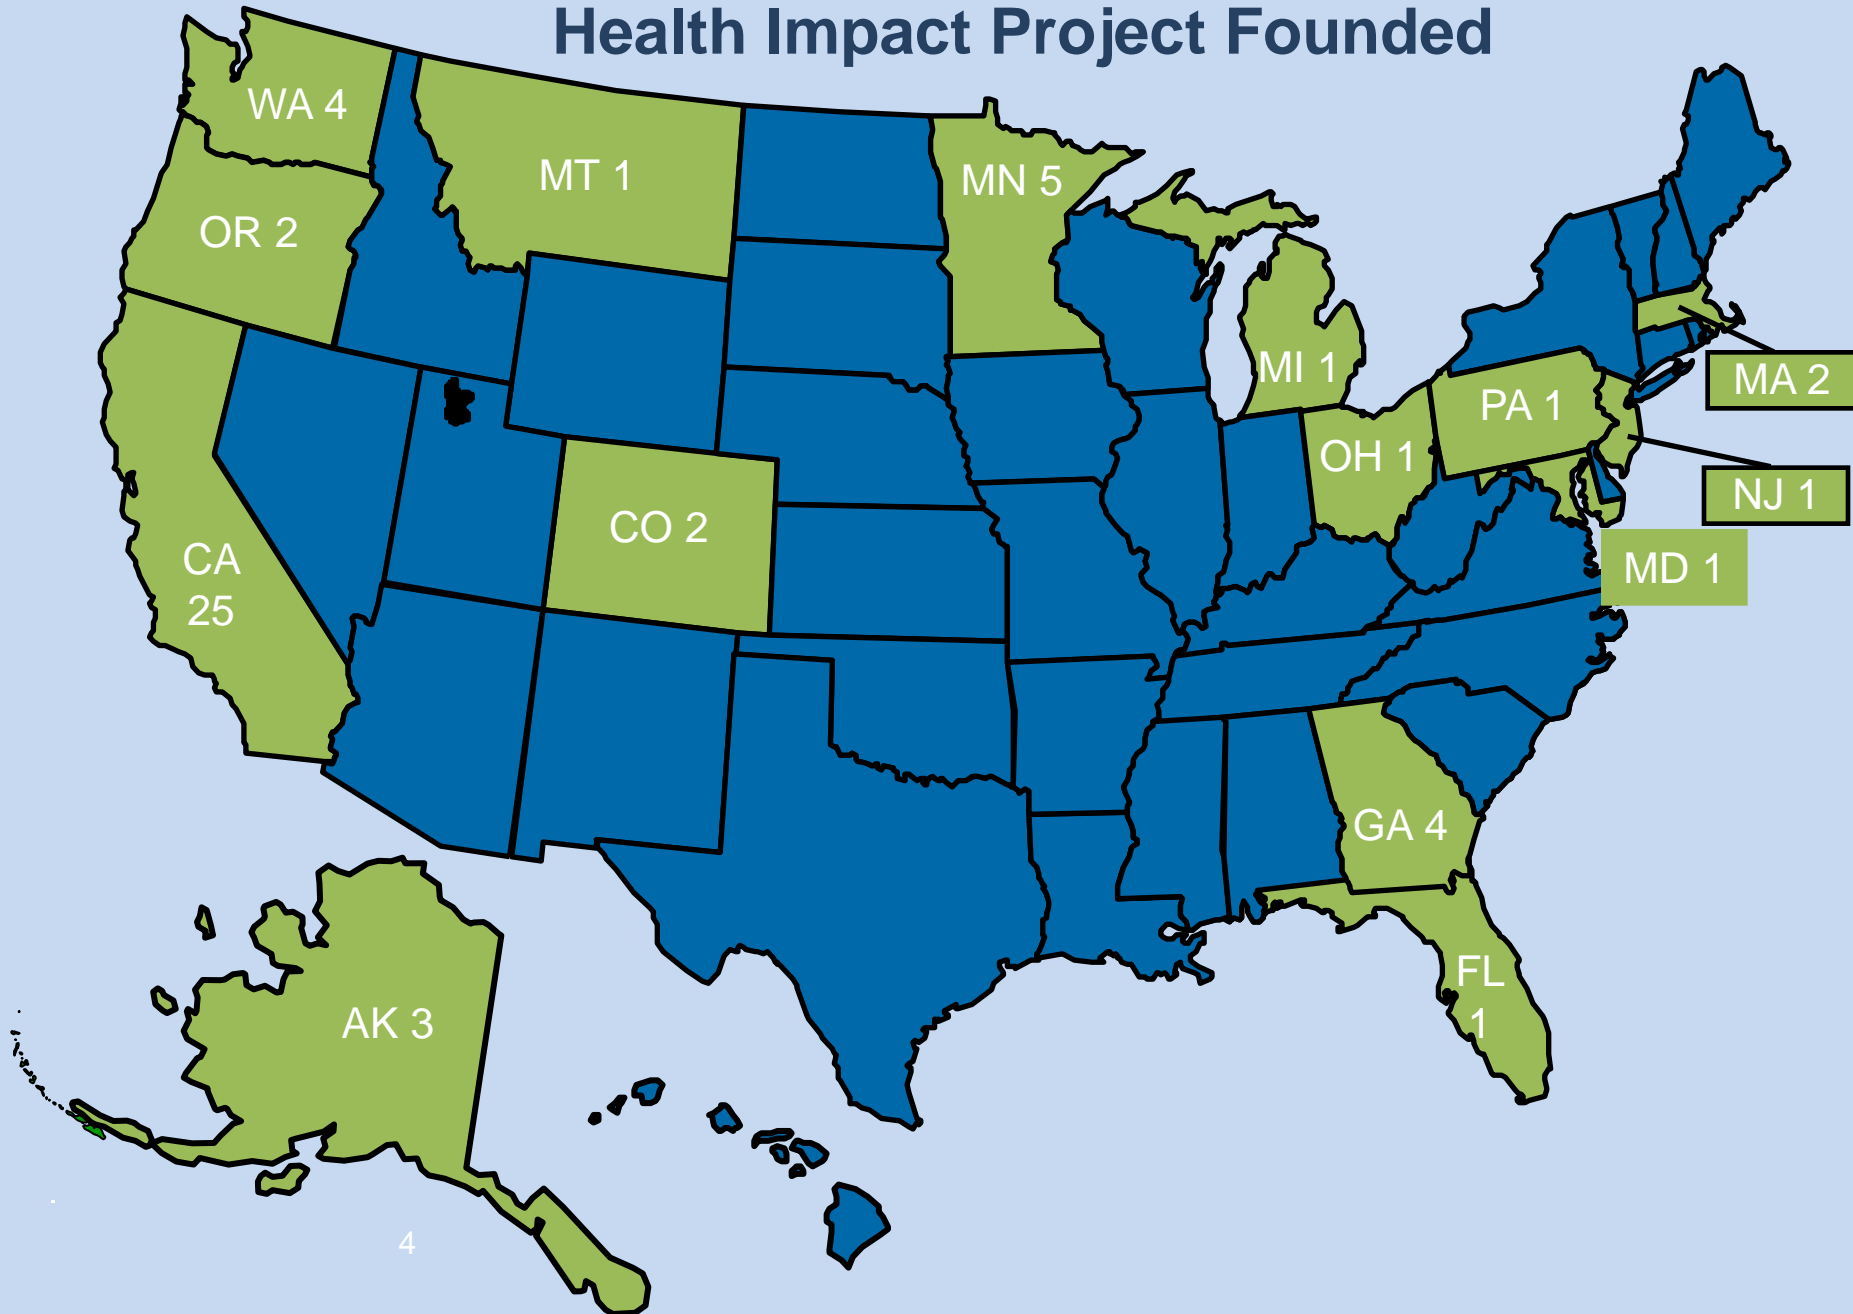 Health Impact Project Founded
WA 4
MT 1
MN 5
OR 2
MI 1
MA 2
PA 1
OH 1
NJ 1
CO 2
CA
25
MD 1
GA 4
FL
1
AK 3
4